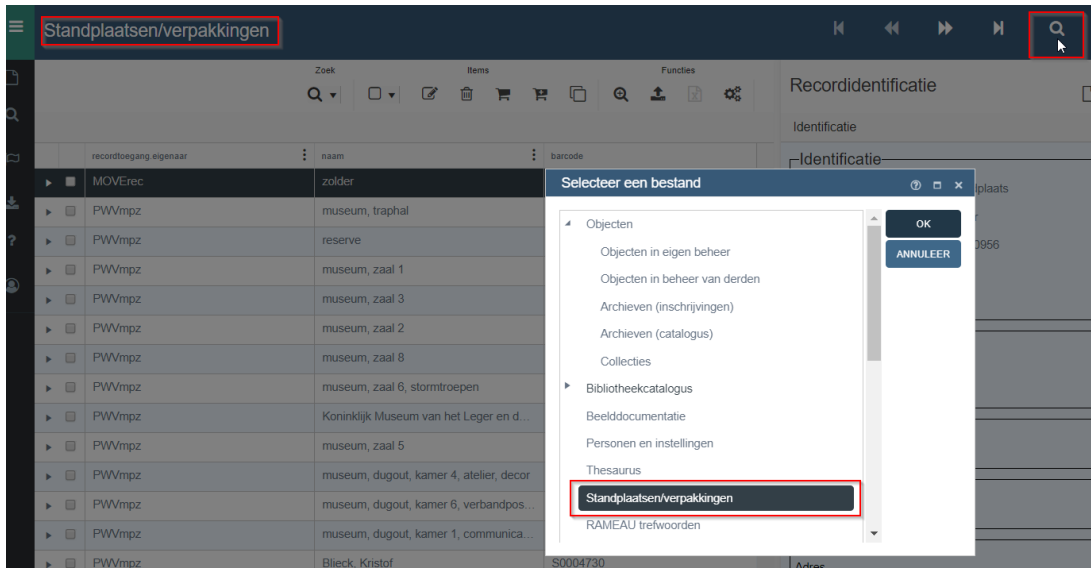 Standplaatsen/verpakkingen
Zoek Items Functies
Recordidentificatie
Identificatie
recordtoegang.eigenaar naam barcode
Identificatie
MOVErec zolder
PWVmpz museum, traphal
PWVmpz reserve
PWVmpz museum, zaal 1
PWVmpz museum, zaal 3
PWVmpz museum, zaal 2
PWVmpz museum, zaal 8
PWVmpz museum, zaal 6, stormtroepen
PWVmpz Koninklijk Museum van het Leger en d...
PWVmpz museum, zaal 5
PWVmpz museum, dugout, kamer 4, atelier, decor
PWVmpz museum, dugout, kamer 6, verbandpos...
PWVmpz museum, dugout, kamer 1, communica...
PWVmpz Blieck, Kristof S0004730
Selecteer een bestand
Objecten
Objecten in eigen beheer
Objecten in beheer van derden
Archieven (inschrijvingen)
Archieven (catalogus)
Collecties
Bibliotheekcatalogus
Beelddocumentatie
Personen en instellingen
Thesaurus
Standplaatsen/verpakkingen
RAMEAU trefwoorden
OK
ANNULEER
lplaats
r
0956
Adres